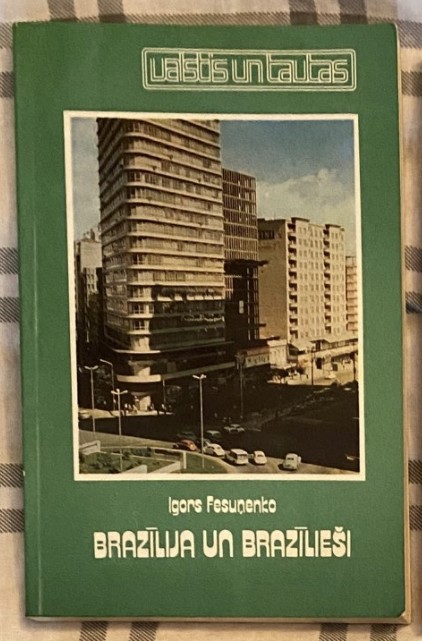 valstis un tautas
Igors Fesuņenko
BRAZĪLIJA UN BRAZĪLIEŠI